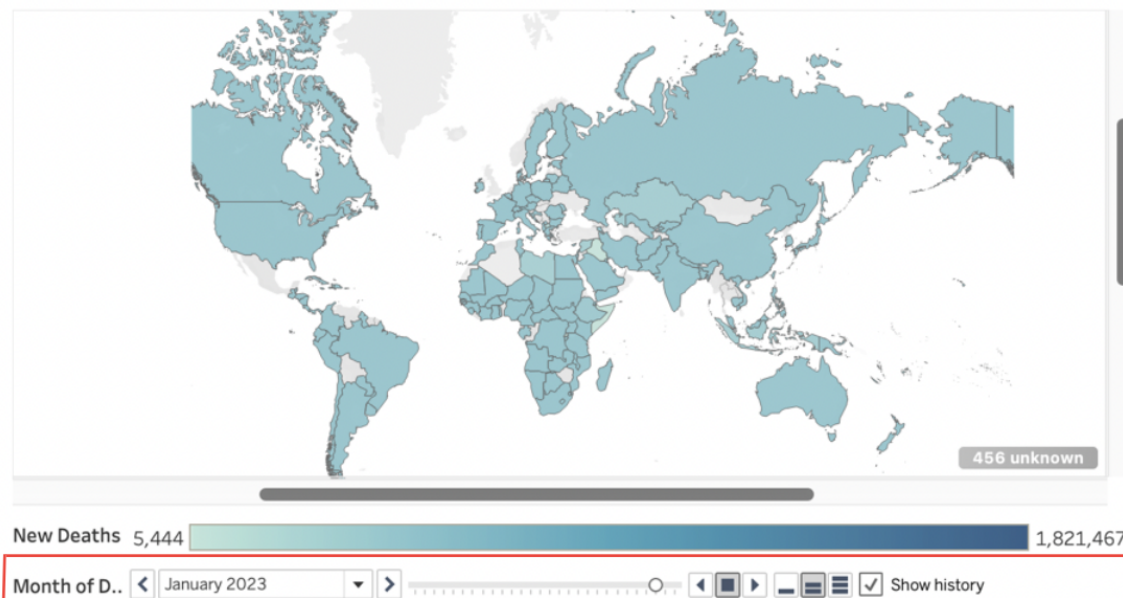 456 unknown
New Deaths 5,444 1,821,467
Month of D.. January 2023 Show history